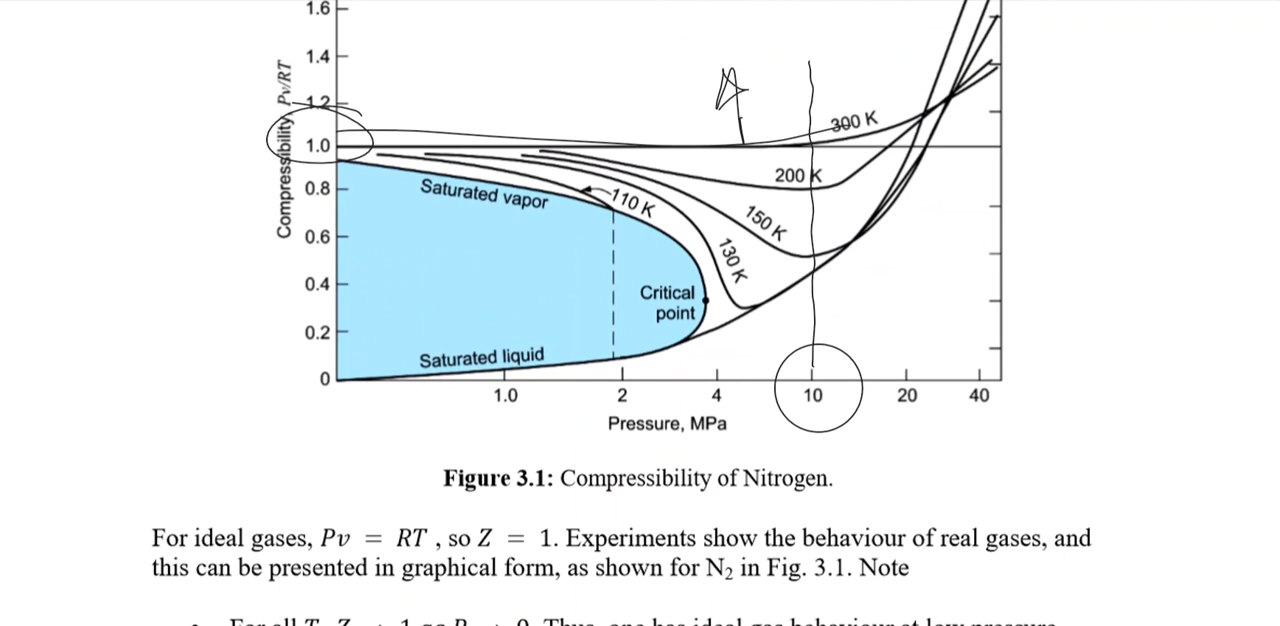 1.6
1.4
1.2
1.0
0.8
0.6
0.4
0.2
0
Compressibility Pv/RT
300 K
200 K
150 K
130 K
110 K
Saturated vapor
Critical
point
Saturated liquid
1.0 2 4 10 20 40
Pressure, MPa
Figure 3.1: Compressibility of Nitrogen.
For ideal gases, Pv = RT , so Z = 1. Experiments show the behaviour of real gases, and
this can be presented in graphical form, as shown for N₂ in Fig. 3.1. Note